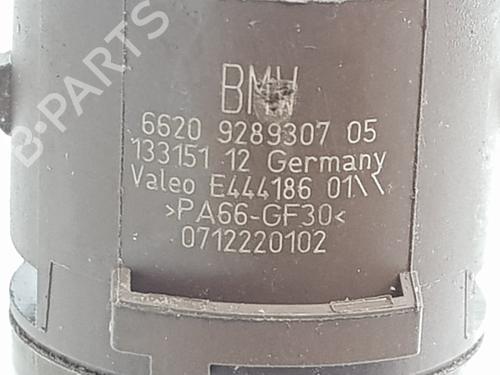 BMW
6620 9289307 05
133151 12 Germany
Valeo E444186 01
>PA66-GF30<
0712220102
B-PARTS